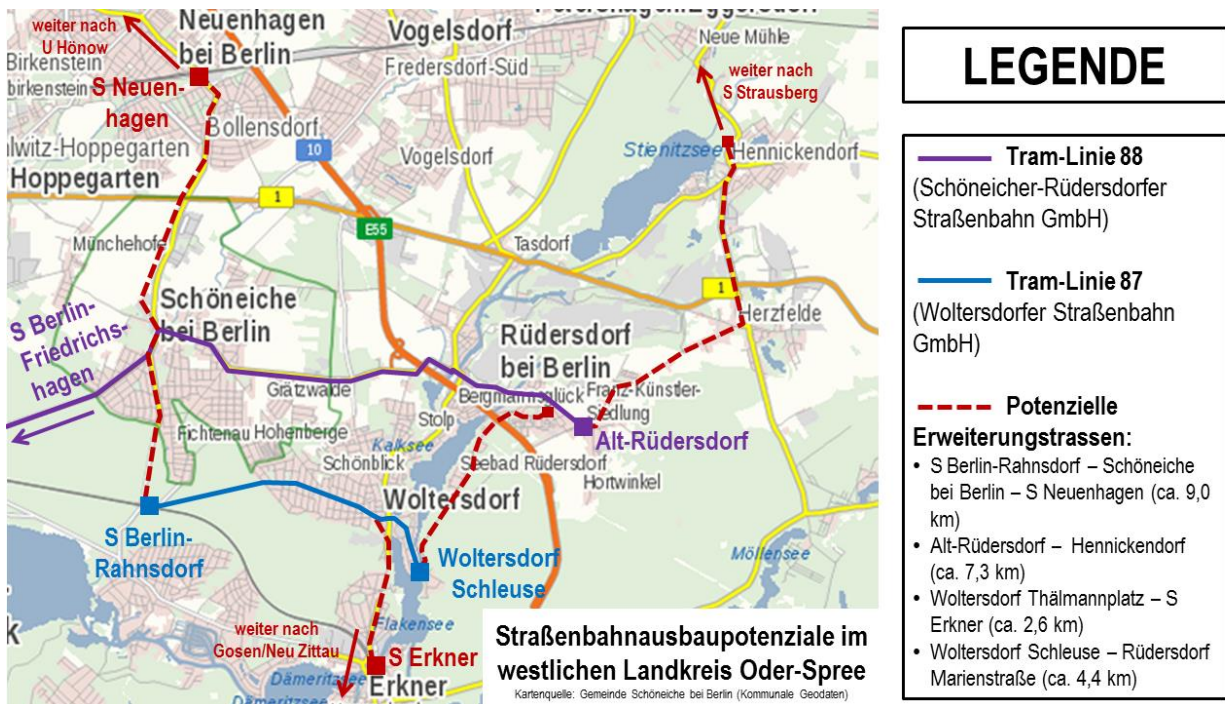 weiter nach
U Hönow
Neuenhagen
bei Berlin
Birkenstein
birkenstein
S Neuen-
hagen
Bollensdorf
lwitz-Hoppegarten
Hoppegarten
Vogelsdorf
Fredersdorf-Süd
Neue Mühle
weiter nach
S Strausberg
10
Vogelsdorf
Stienitzsee
Hennickendorf
1
E55
Münchehofe
Tasdorf
1
Herzfelde
Schöneiche
bei Berlin
S Berlin-
Friedrichs-
hagen
Rüdersdorf
bei Berlin
Grätzwalde
Bergmannsglück
Franz-Künstler-
Siedlung
Stolp
Alt-Rüdersdorf
Fichtenau
Hohenberge
Kalksee
Schönblick
Seebad Rüdersdorf
Hortwinkel
Woltersdorf
S Berlin-
Rahnsdorf
Woltersdorf
Schleuse
Möllensee
Flakensee
weiter nach
Gosen/Neu Zittau
S Erkner
Erkner
Dämeritzsee
Dämeritzsee
Straßenbahnausbaupotenziale im
westlichen Landkreis Oder-Spree
Kartenquelle: Gemeinde Schöneiche bei Berlin (Kommunale Geodaten)
LEGENDE
Tram-Linie 88
(Schöneicher-Rüdersdorfer
Straßenbahn GmbH)
Tram-Linie 87
(Woltersdorfer Straßenbahn
GmbH)
Potenzielle
Erweiterungstrassen:
• S Berlin-Rahnsdorf – Schöneiche
bei Berlin – S Neuenhagen (ca. 9,0
km)
• Alt-Rüdersdorf – Hennickendorf
(ca. 7,3 km)
• Woltersdorf Thälmannplatz – S
Erkner (ca. 2,6 km)
• Woltersdorf Schleuse – Rüdersdorf
Marienstraße (ca. 4,4 km)